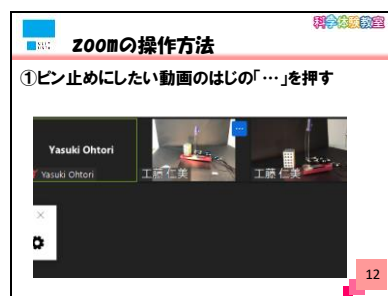 科学体験教室
zoomの操作方法
①ピン止めにしたい動画のはじの「…」を押す
Yasuki Ohtori
Yasuki Ohtori
工藤 仁美
工藤 仁美
12